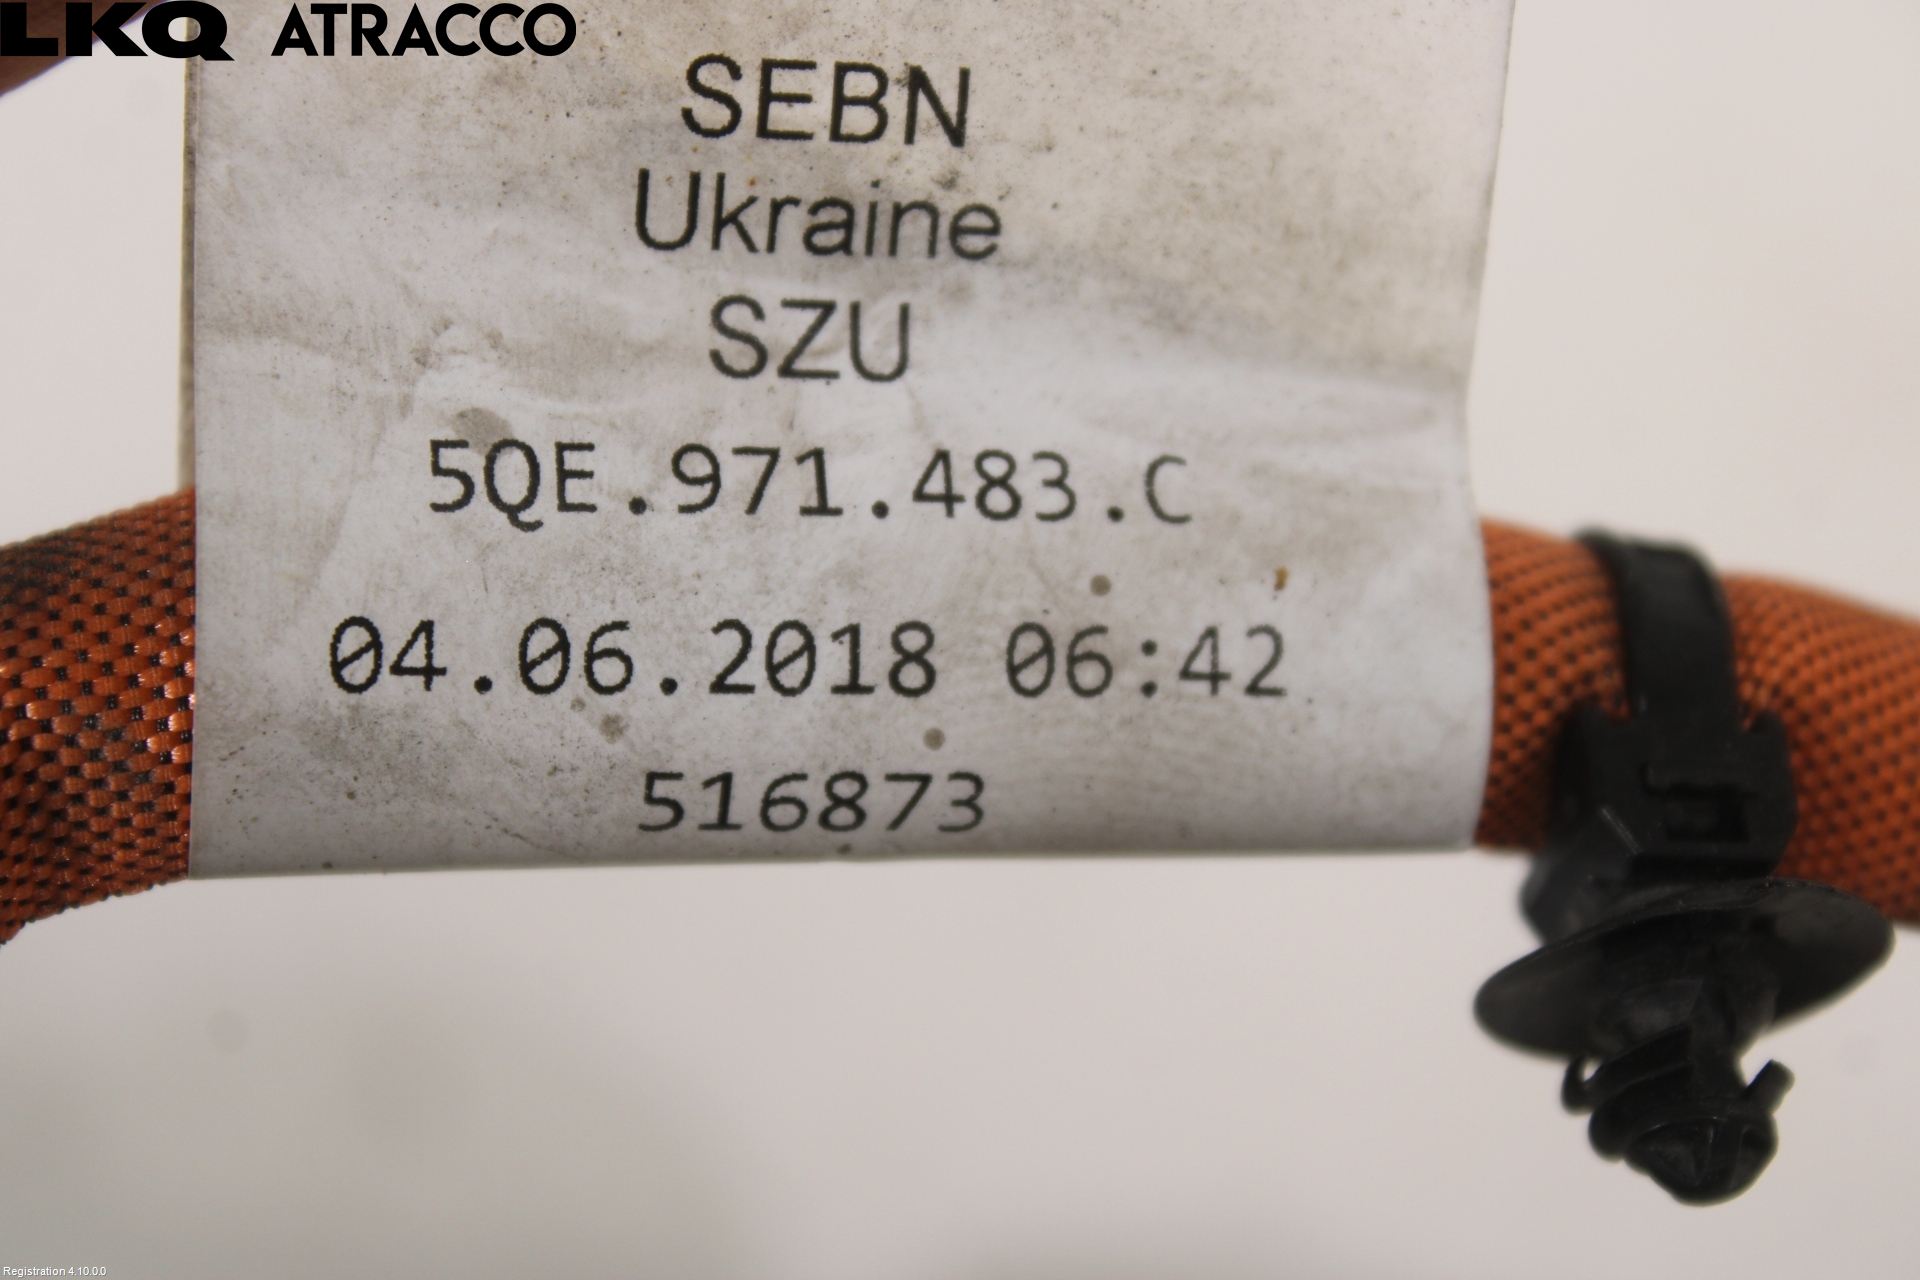 LKQ ATRACCO
SEBN
Ukraine
SZU
5QE.971.483.C
04.06.2018 06:42
516873
Registration 4.10.0.0